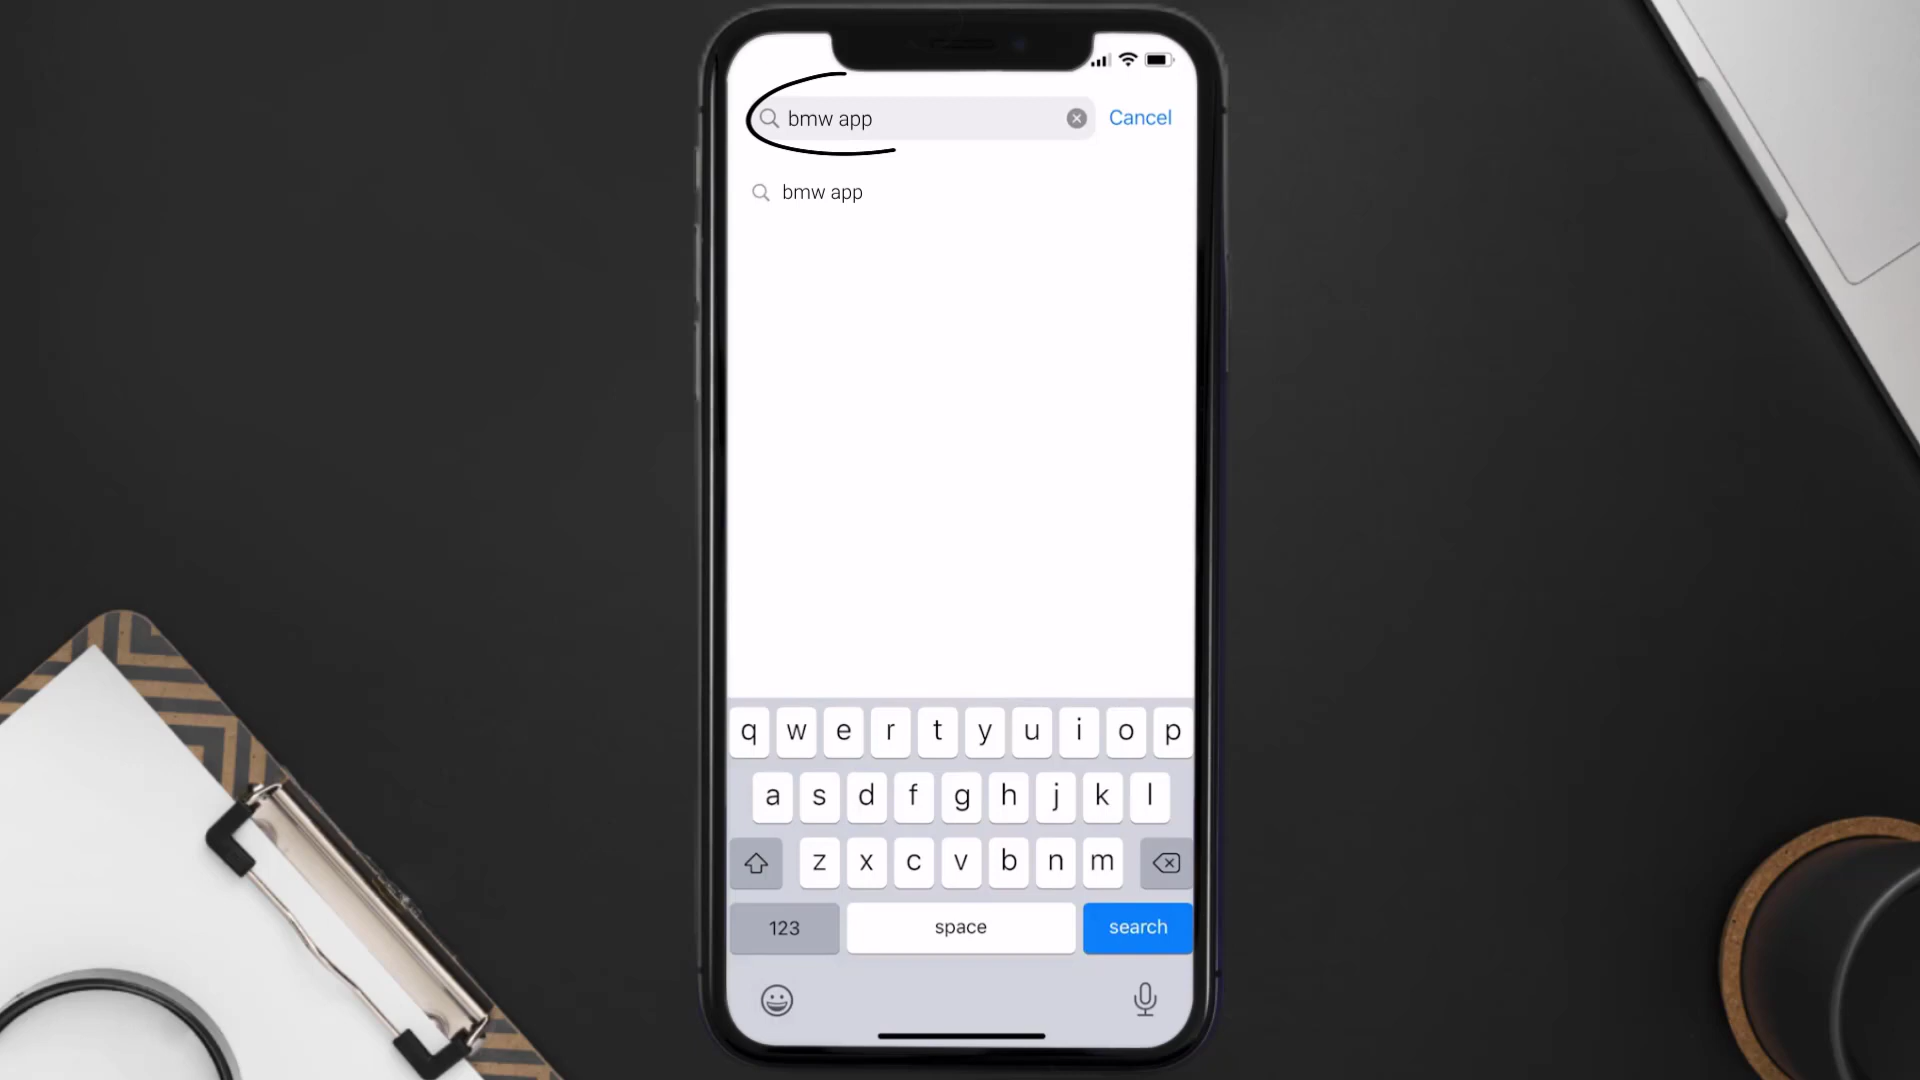 bmw app
Cancel
bmw app
q w e r t y u i o p
a s d f g h j k l
z x c v b n m
123 space search